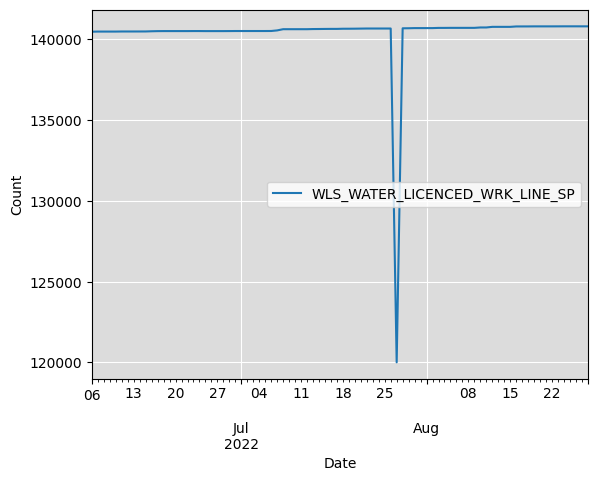 140000
135000
130000
125000
120000
Count
WLS_WATER_LICENCED_WRK_LINE_SP
06 13 20 27 04 11 18 25 08 15 22
Jul Aug
2022
Date